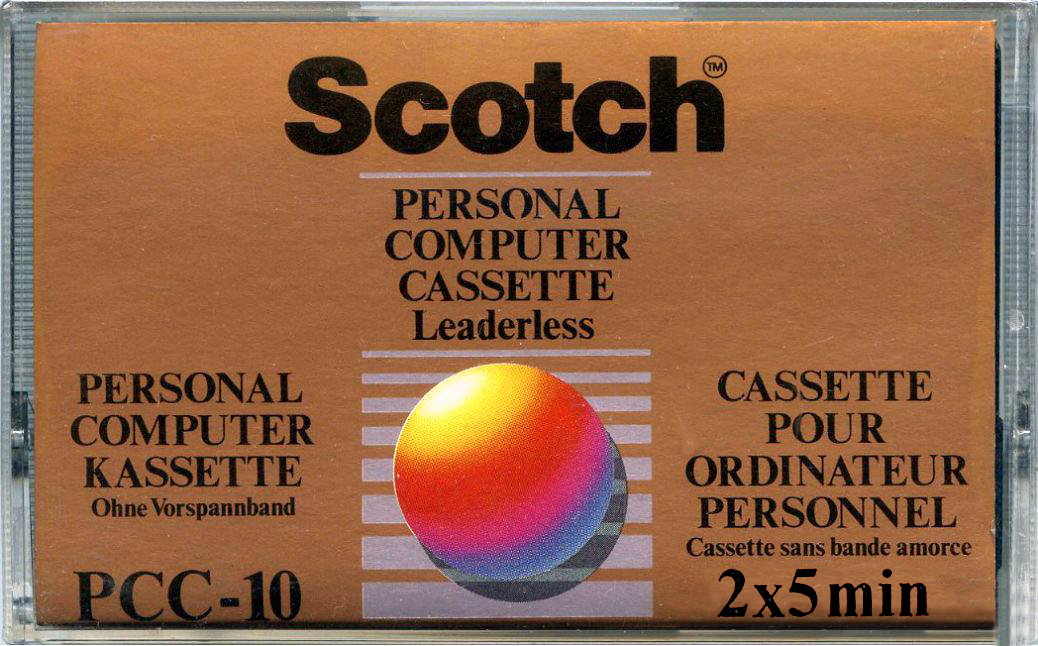 Scotch™
PERSONAL
COMPUTER
CASSETTE
Leaderless
PERSONAL
COMPUTER
KASSETTE
Ohne Vorspannband
PCC-10
CASSETTE
POUR
ORDINATEUR
PERSONNEL
Cassette sans bande amorce
2x5min